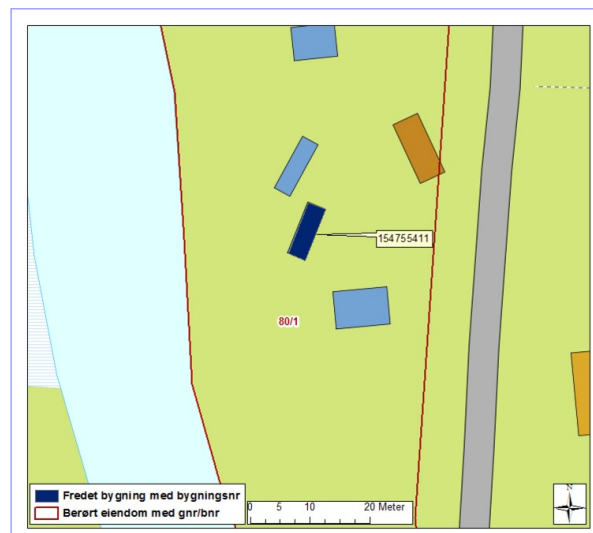 154755411
80/1
Fredet bygning med bygningsnr
Berørt eiendom med gnr/bnr
0 5 10 20 Meter
N